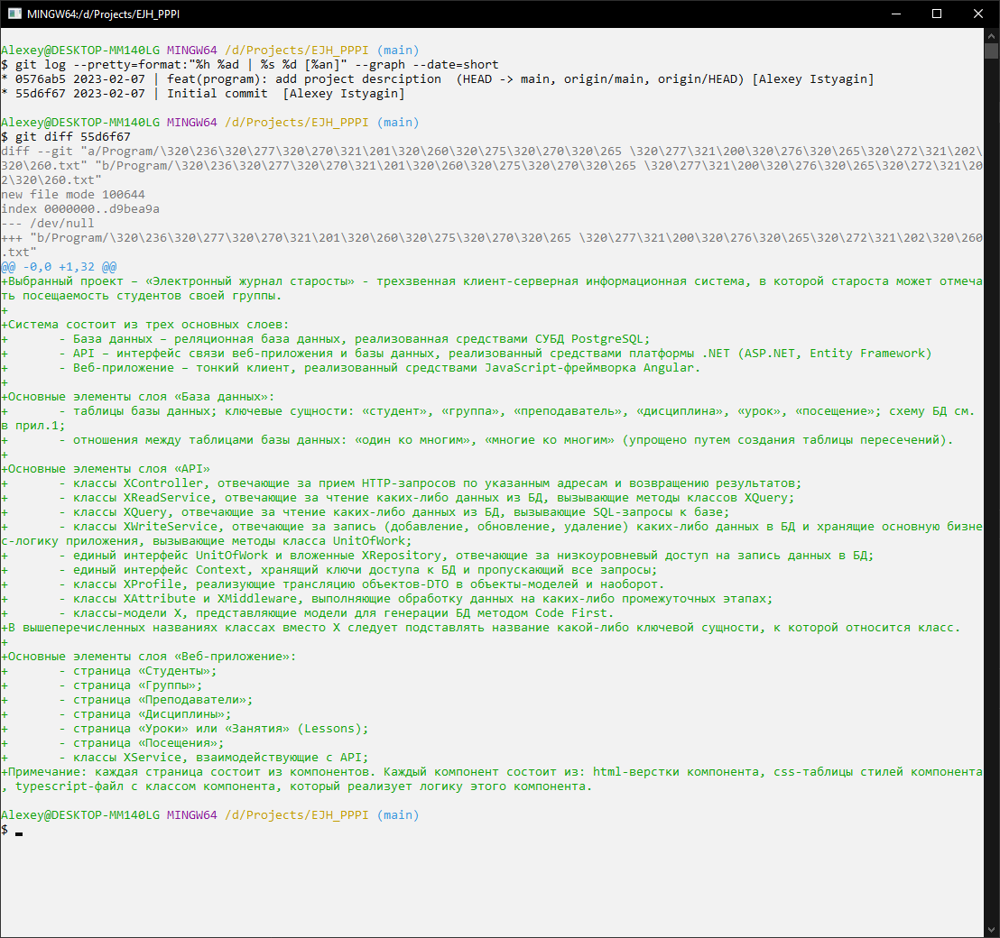 MINGW64:/d/Projects/EJH_PPPI
Alexey@DESKTOP-MM140LG MINGW64 /d/Projects/EJH_PPPI (main)
$ git log --pretty=format:"%h %ad | %s %d [%an]" --graph --date=short
* 0576ab5 2023-02-07 | feat(program): add project desrciption  (HEAD -> main, origin/main, origin/HEAD) [Alexey Istyagin]
* 55d6f67 2023-02-07 | Initial commit  [Alexey Istyagin]
Alexey@DESKTOP-MM140LG MINGW64 /d/Projects/EJH_PPPI (main)
$ git diff 55d6f67
diff --git "a/Program/\320\236\320\277\320\270\321\201\320\260\320\275\320\270\320\265 \320\277\321\200\320\276\320\265\320\272\321\202\
320\260.txt" "b/Program/\320\236\320\277\320\270\321\201\320\260\320\275\320\270\320\265 \320\277\321\200\320\276\320\265\320\272\321\20
2\320\260.txt"
new file mode 100644
index 0000000..d9bea9a
--- /dev/null
+++ "b/Program/\320\236\320\277\320\270\321\201\320\260\320\275\320\270\320\265 \320\277\321\200\320\276\320\265\320\272\321\202\320\260
.txt"
@@ -0,0 +1,32 @@
+Выбранный проект – «Электронный журнал старосты» - трехзвенная клиент-серверная информационная система, в которой староста может отмеча
ть посещаемость студентов своей группы.
+
+Система состоит из трех основных слоев:
+       - База данных – реляционная база данных, реализованная средствами СУБД PostgreSQL;
+       - API – интерфейс связи веб-приложения и базы данных, реализованный средствами платформы .NET (ASP.NET, Entity Framework)
+       - Веб-приложение – тонкий клиент, реализованный средствами JavaScript-фреймворка Angular.
+
+Основные элементы слоя «База данных»:
+       - таблицы базы данных; ключевые сущности: «студент», «группа», «преподаватель», «дисциплина», «урок», «посещение»; схему БД см.
в прил.1;
+       - отношения между таблицами базы данных: «один ко многим», «многие ко многим» (упрощено путем создания таблицы пересечений).
+
+Основные элементы слоя «API»
+       - классы XController, отвечающие за прием HTTP-запросов по указанным адресам и возвращению результатов;
+       - классы XReadService, отвечающие за чтение каких-либо данных из БД, вызывающие методы классов XQuery;
+       - классы XQuery, отвечающие за чтение каких-либо данных из БД, вызывающие SQL-запросы к базе;
+       - классы XWriteService, отвечающие за запись (добавление, обновление, удаление) каких-либо данных в БД и хранящие основную бизне
с-логику приложения, вызывающие методы класса UnitOfWork;
+       - единый интерфейс UnitOfWork и вложенные XRepository, отвечающие за низкоуровневый доступ на запись данных в БД;
+       - единый интерфейс Context, хранящий ключи доступа к БД и пропускающий все запросы;
+       - классы XProfile, реализующие трансляцию объектов-DTO в объекты-моделей и наоборот.
+       - классы XAttribute и XMiddleware, выполняющие обработку данных на каких-либо промежуточных этапах;
+       - классы-модели X, представляющие модели для генерации БД методом Code First.
+В вышеперечисленных названиях классах вместо X следует подставлять название какой-либо ключевой сущности, к которой относится класс.
+
+Основные элементы слоя «Веб-приложение»:
+       - страница «Студенты»;
+       - страница «Группы»;
+       - страница «Преподаватели»;
+       - страница «Дисциплины»;
+       - страница «Уроки» или «Занятия» (Lessons);
+       - страница «Посещения»;
+       - классы XService, взаимодействующие с API;
+Примечание: каждая страница состоит из компонентов. Каждый компонент состоит из: html-верстки компонента, css-таблицы стилей компонента
, typescript-файл с классом компонента, который реализует логику этого компонента.
Alexey@DESKTOP-MM140LG MINGW64 /d/Projects/EJH_PPPI (main)
$